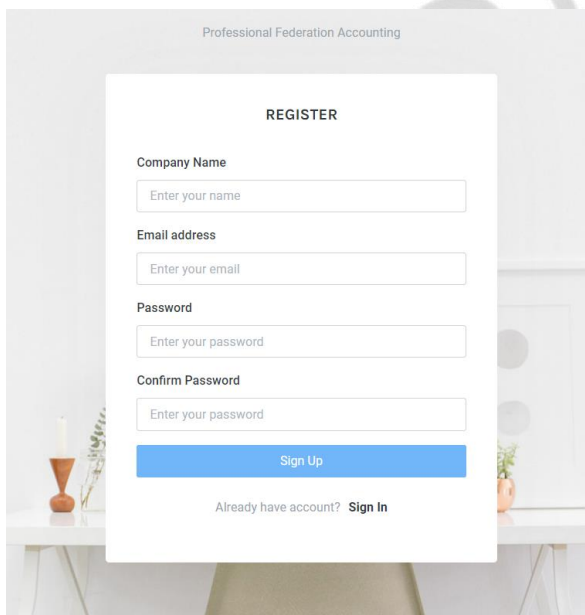 Professional Federation Accounting
REGISTER
Company Name
Enter your name
Email address
Enter your email
Password
Enter your password
Confirm Password
Enter your password
Sign Up
Already have account? Sign In